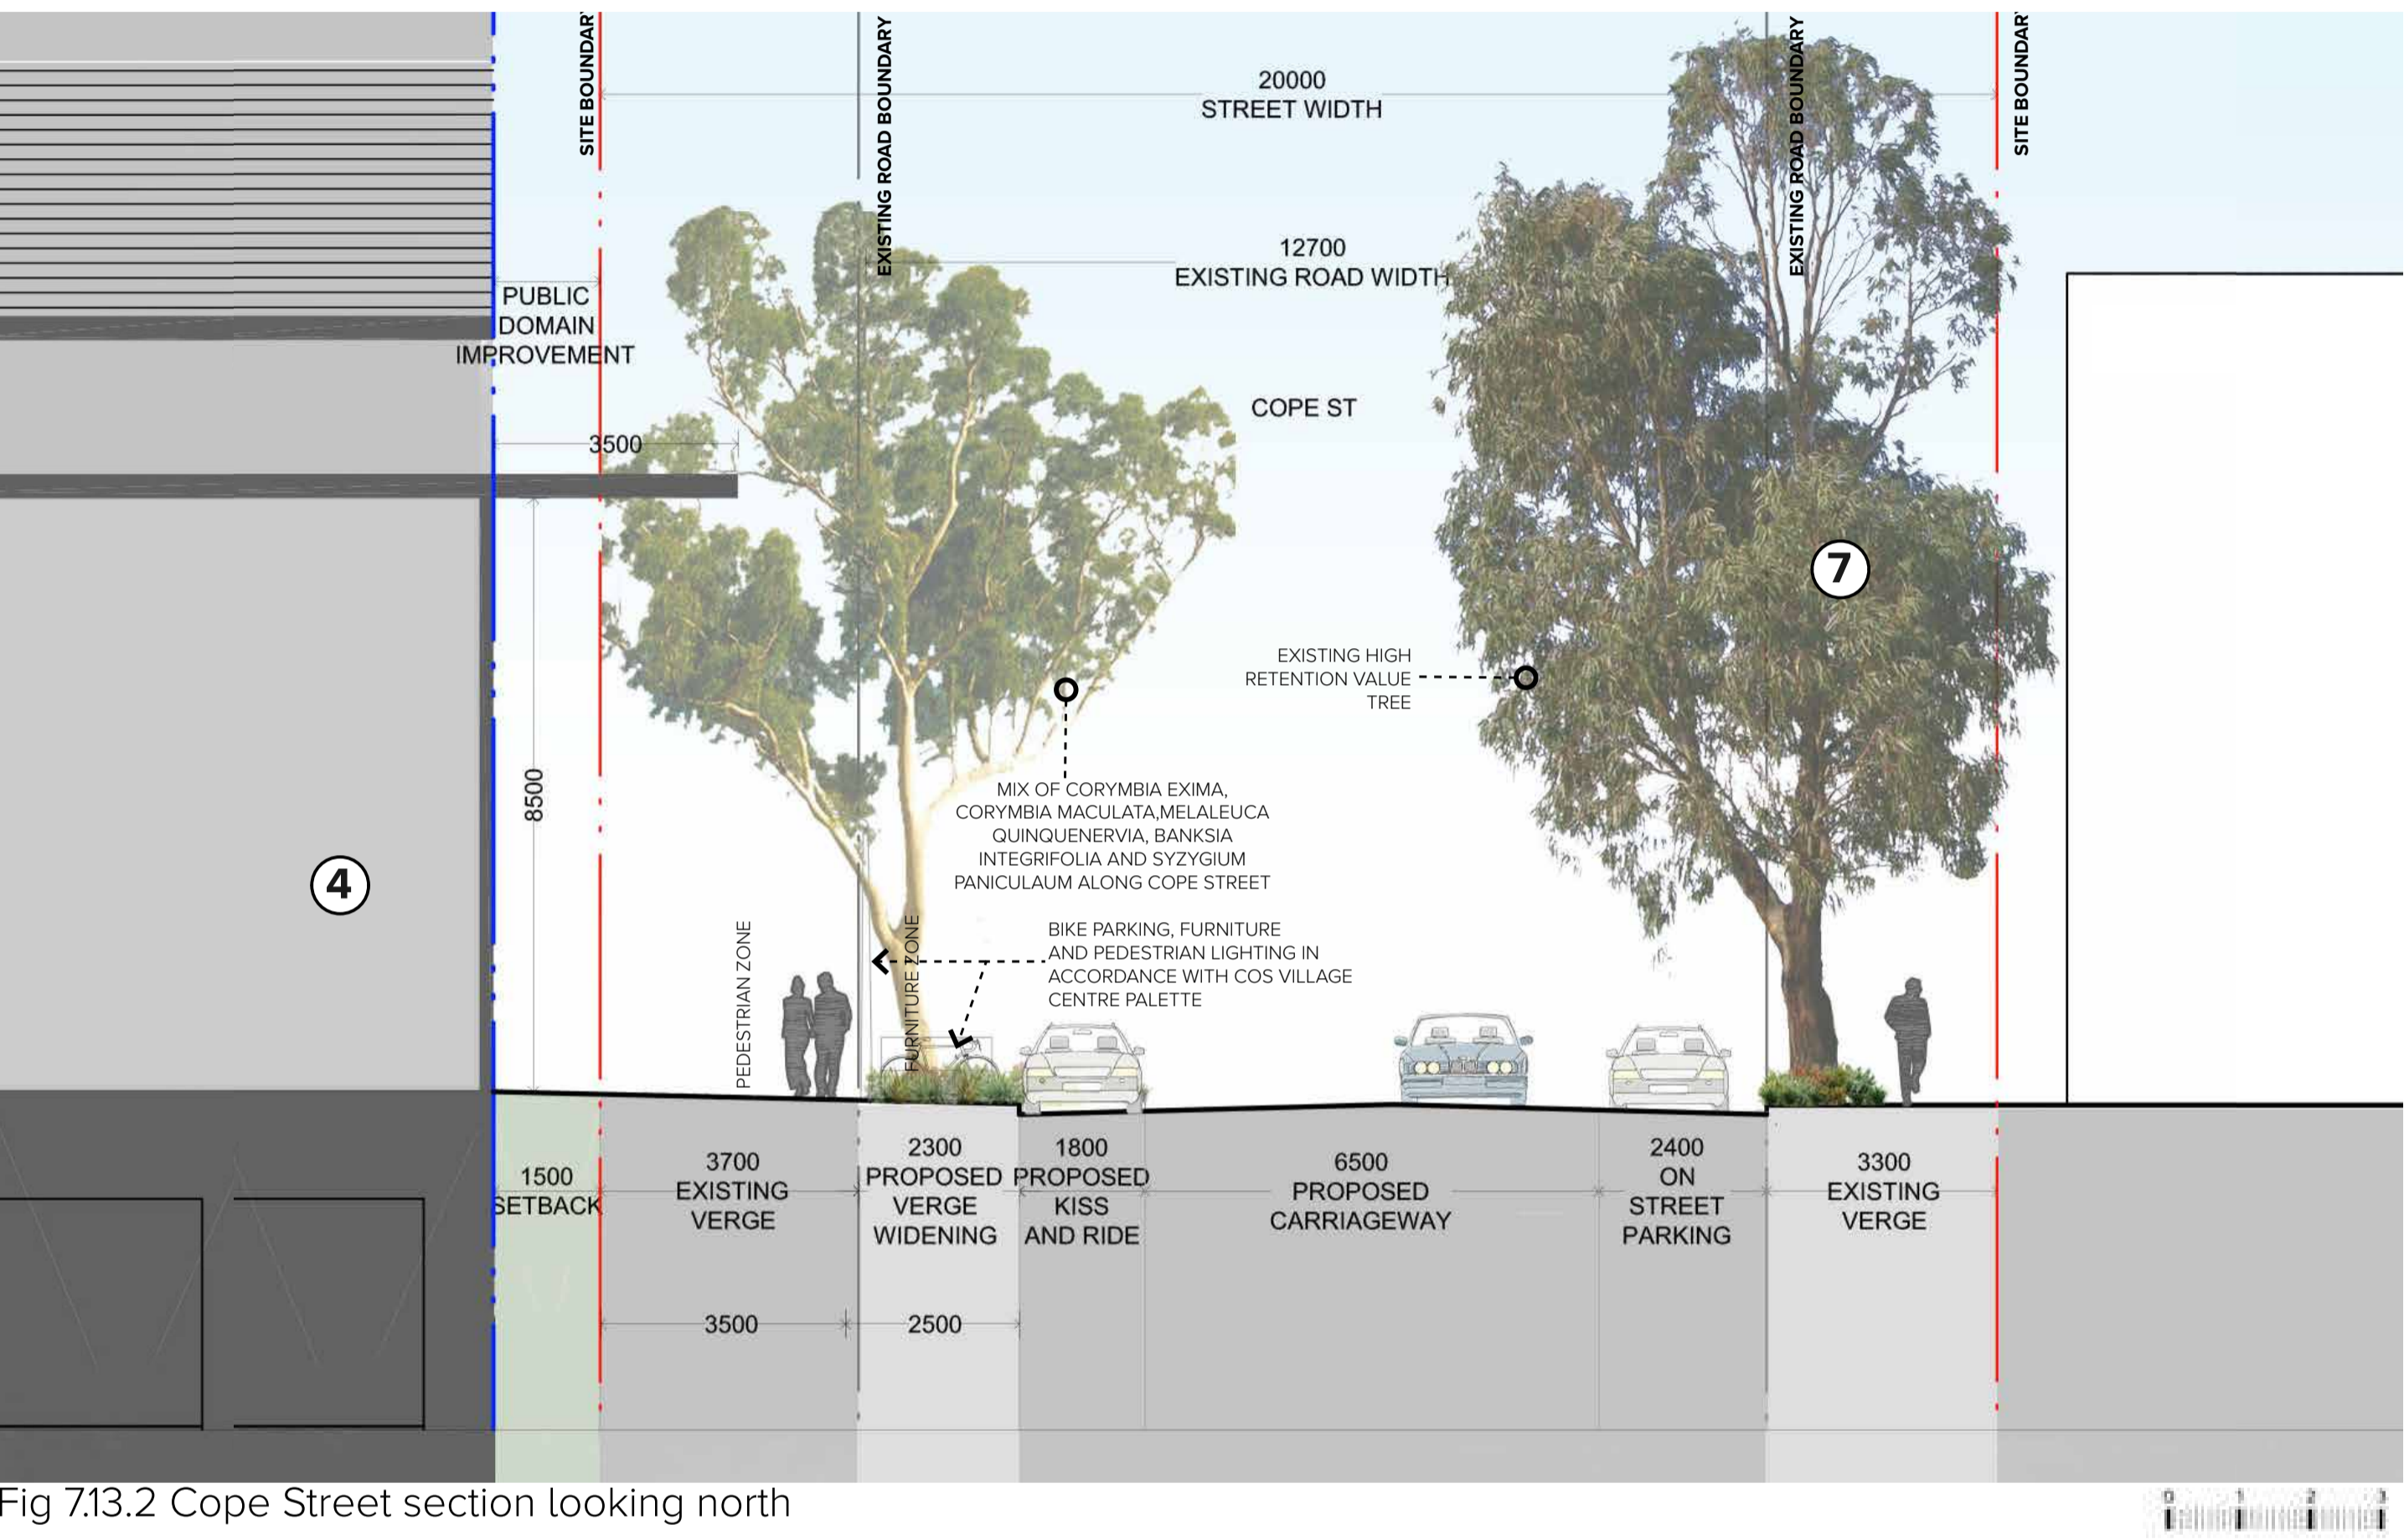 SITE BOUNDAR
EXISTING ROAD BOUNDARY
20000
STREET WIDTH
EXISTING ROAD BOUNDARY
SITE BOUNDAR
12700
EXISTING ROAD WIDTH
PUBLIC
DOMAIN
IMPROVEMENT
COPE ST
3500
7
EXISTING HIGH
RETENTION VALUE
TREE
8500
MIX OF CORYMBIA EXIMA,
CORYMBIA MACULATA,MELALEUCA
QUINQUENERVIA, BANKSIA
INTEGRIFOLIA AND SYZYGIUM
PANICULAUM ALONG COPE STREET
4
PEDESTRIAN ZONE
FURNITURE ZONE
BIKE PARKING, FURNITURE
AND PEDESTRIAN LIGHTING IN
ACCORDANCE WITH COS VILLAGE
CENTRE PALETTE
1500
SETBACK
3700
EXISTING
VERGE
2300
PROPOSED
VERGE
WIDENING
1800
PROPOSED
KISS
AND RIDE
6500
PROPOSED
CARRIAGEWAY
2400
ON
STREET
PARKING
3300
EXISTING
VERGE
3500
2500
Fig 7.13.2 Cope Street section looking north